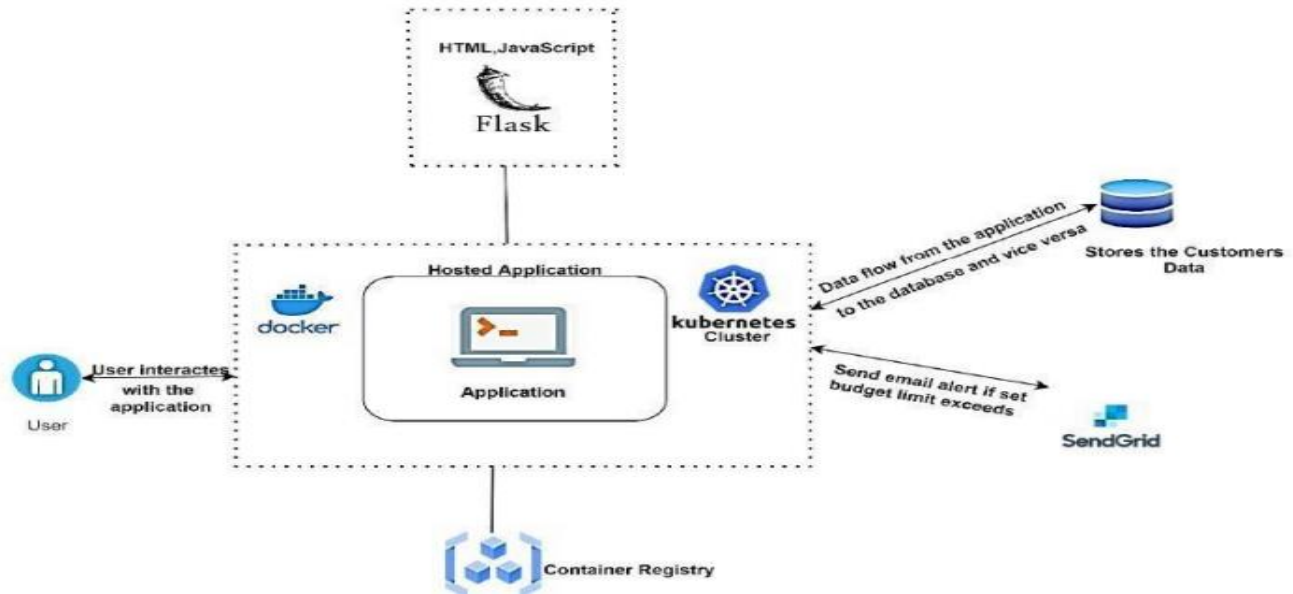 HTML,JavaScript
Flask
Hosted Application
docker
kubernetes
Cluster
Application
User interactes
with the
application
User
Data flow from the application
to the database and vice versa
Stores the Customers
Data
Send email alert if set
budget limit exceeds
SendGrid
Container Registry